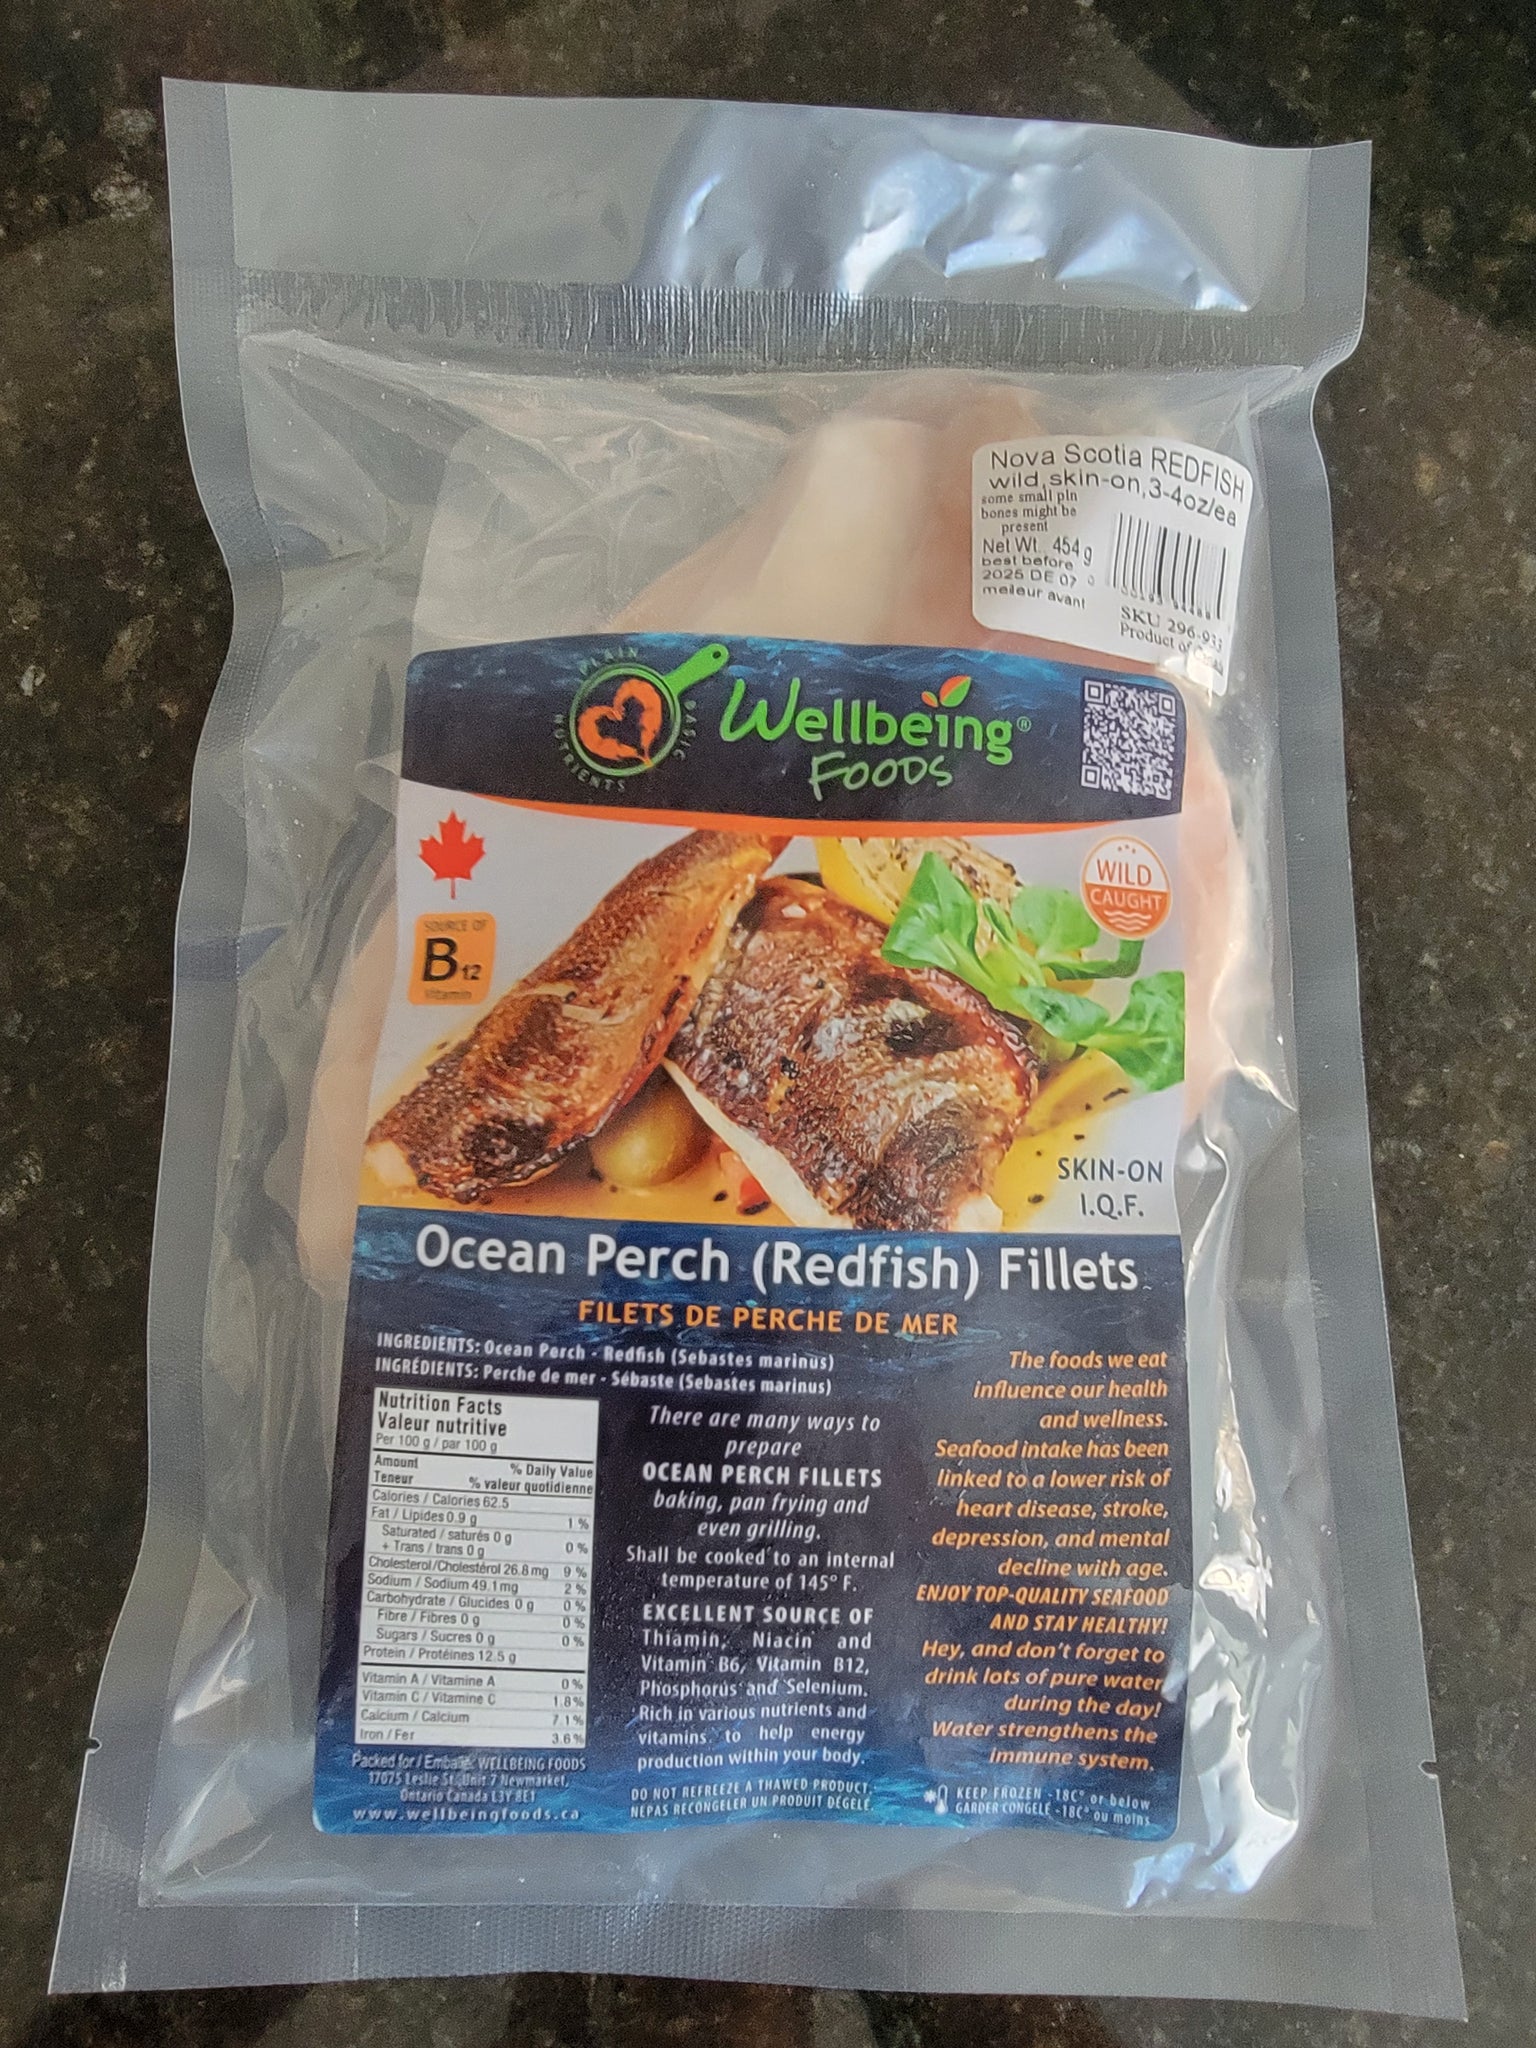 Nova Scotia REDFISH
wild,skin-on,3-4oz/ea
some small pin
bones might be
present
Net Wt. 454 g
best before
2025 DE 07
meileur avant
SKU 296-933
Product of
PLAIN
BASIC
NUTRIENTS
Wellbeing®
FOODS
WILD
CAUGHT
SOURCE OF
B12
Vitamin
SKIN-ON
I.Q.F.
Ocean Perch (Redfish) Fillets
FILETS DE PERCHE DE MER
INGREDIENTS: Ocean Perch - Redfish (Sebastes marinus)
INGRÉDIENTS: Perche de mer - Sébaste (Sebastes marinus)
Nutrition Facts
Valeur nutritive
Per 100 g / par 100 g
Amount % Daily Value
Teneur % valeur quotidienne
Calories / Calories 62.5
Fat / Lipides 0.9 g 1 %
Saturated / saturés 0 g
+ Trans / trans 0 g 0 %
Cholesterol/Cholestérol 26.8 mg 9 %
Sodium / Sodium 49.1 mg 2 %
Carbohydrate / Glucides 0 g 0 %
Fibre / Fibres 0 g 0 %
Sugars / Sucres 0 g 0 %
Protein / Protéines 12.5 g
Vitamin A / Vitamine A 0 %
Vitamin C / Vitamine C 1.8 %
Calcium / Calcium 7.1 %
Iron / Fer 3.6 %
Packed for / WELLBEING FOODS
17075 Leslie St. Unit 7 Newmarket,
Ontario Canada L3Y 8E1
www.wellbeingfoods.ca
There are many ways to
prepare
OCEAN PERCH FILLETS
baking, pan frying and
even grilling.
Shall be cooked to an internal
temperature of 145° F.
EXCELLENT SOURCE OF
Thiamin, Niacin and
Vitamin B6, Vitamin B12,
Phosphorus and Selenium.
Rich in various nutrients and
vitamins to help energy
production within your body.
DO NOT REFREEZE A THAWED PRODUCT.
NEPAS RECONGELER UN PRODUIT DÉGELÉ.
The foods we eat
influence our health
and wellness.
Seafood intake has been
linked to a lower risk of
heart disease, stroke,
depression, and mental
decline with age.
ENJOY TOP-QUALITY SEAFOOD
AND STAY HEALTHY!
Hey, and don't forget to
drink lots of pure water
during the day!
Water strengthens the
immune system.
KEEP FROZEN -18C° or below
GARDER CONGELÉ -18C° ou moins